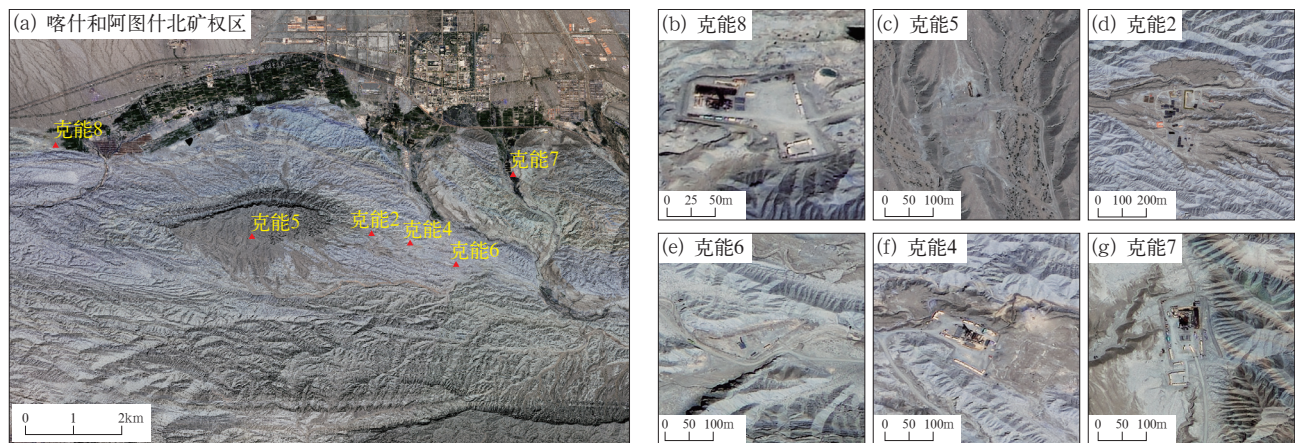 (a) 喀什和阿图什北矿权区
克能8
克能7
克能5
克能2
克能4
克能6
0 1 2km
(b) 克能8
0 25 50m
(c) 克能5
0 50 100m
(d) 克能2
0 100 200m
(e) 克能6
0 50 100m
(f) 克能4
0 50 100m
(g) 克能7
0 50 100m